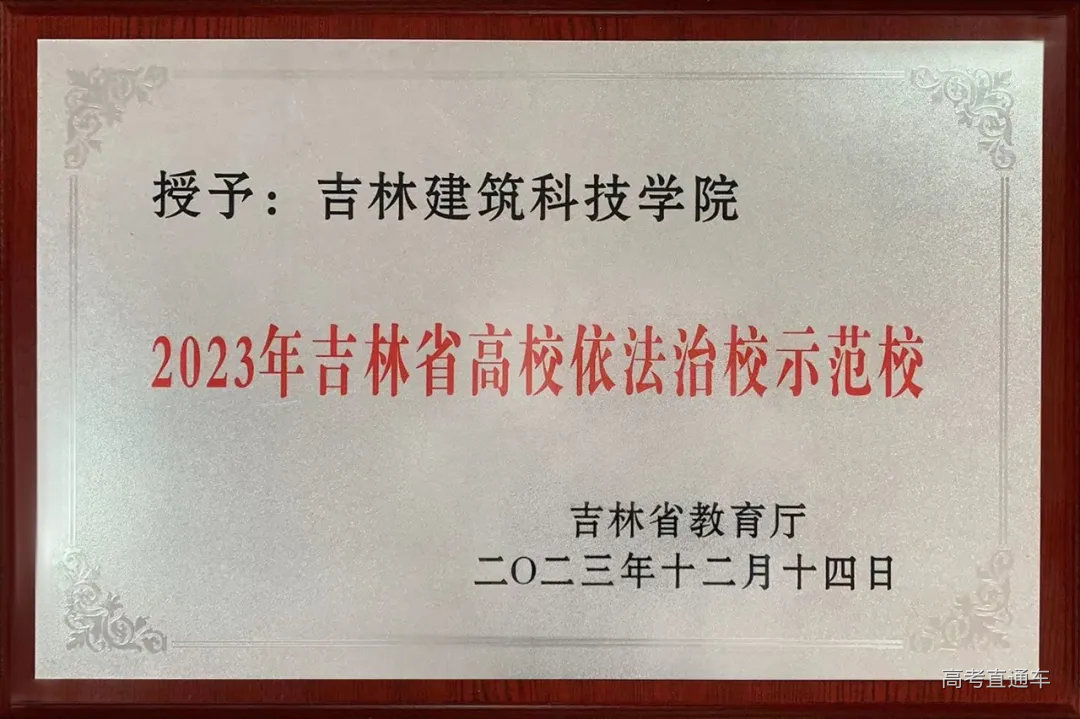 授予：吉林建筑科技学院
2023年吉林省高校依法治校示范校
吉林省教育厅
二〇二三年十二月十四日
高考直通车